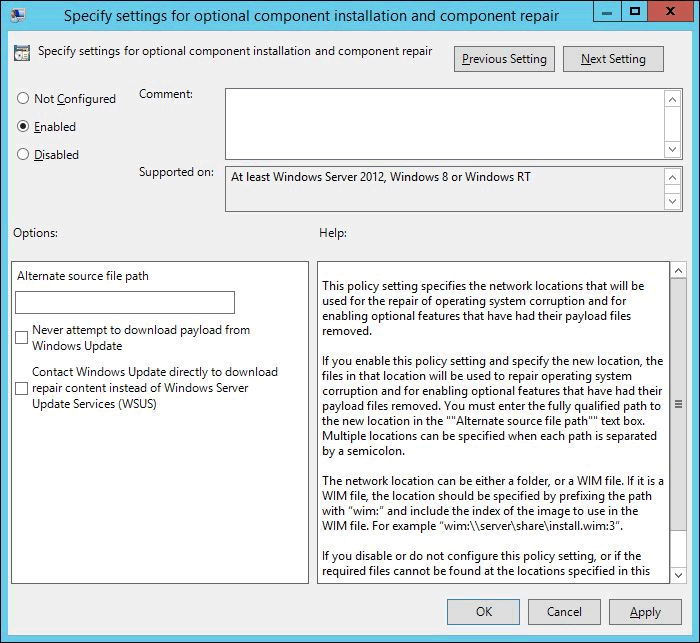 Specify settings for optional component installation and component repair
Specify settings for optional component installation and component repair
Previous Setting
Next Setting
Not Configured
Enabled
Disabled
Comment:
Supported on:
At least Windows Server 2012, Windows 8 or Windows RT
Options:
Help:
Alternate source file path
Never attempt to download payload from
Windows Update
Contact Windows Update directly to download
repair content instead of Windows Server
Update Services (WSUS)
This policy setting specifies the network locations that will be
used for the repair of operating system corruption and for
enabling optional features that have had their payload files
removed.
If you enable this policy setting and specify the new location, the
files in that location will be used to repair operating system
corruption and for enabling optional features that have had their
payload files removed. You must enter the fully qualified path to
the new location in the ""Alternate source file path"" text box.
Multiple locations can be specified when each path is separated
by a semicolon.
The network location can be either a folder, or a WIM file. If it is a
WIM file, the location should be specified by prefixing the path
with “wim:” and include the index of the image to use in the
WIM file. For example “wim:\\server\share\install.wim:3”.
If you disable or do not configure this policy setting, or if the
required files cannot be found at the locations specified in this
OK
Cancel
Apply